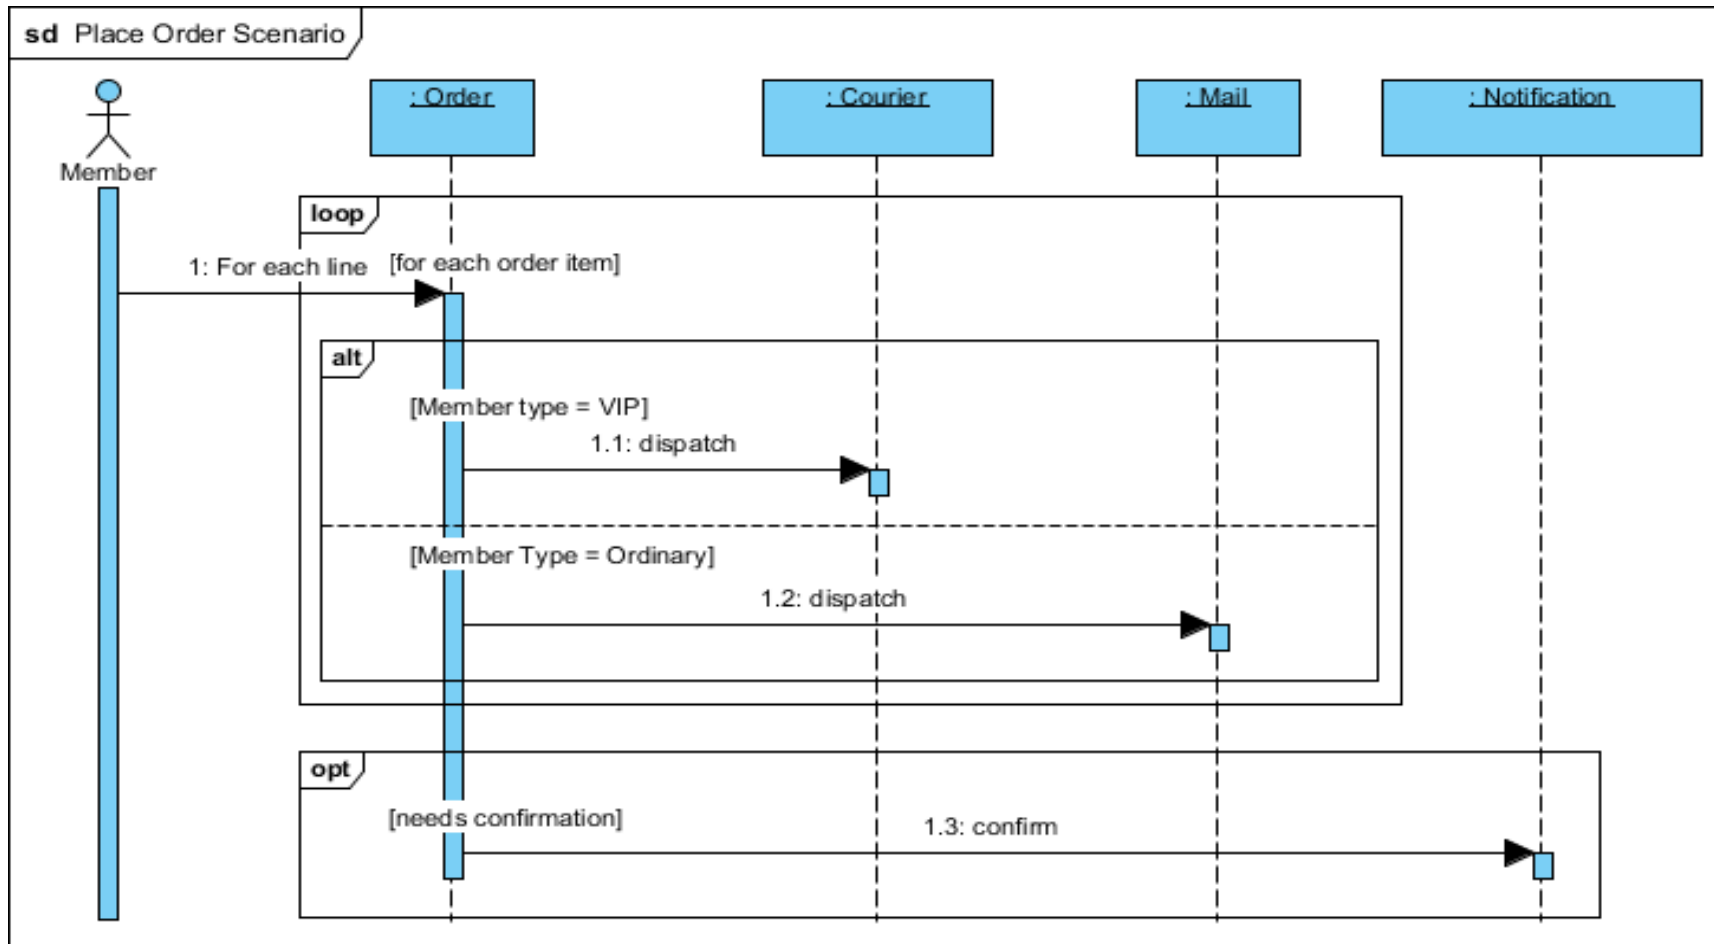 sd Place Order Scenario
: Order
: Courier
: Mail
: Notification
Member
loop
1: For each line
[for each order item]
alt
[Member type = VIP]
1.1: dispatch
[Member Type = Ordinary]
1.2: dispatch
opt
[needs confirmation]
1.3: confirm